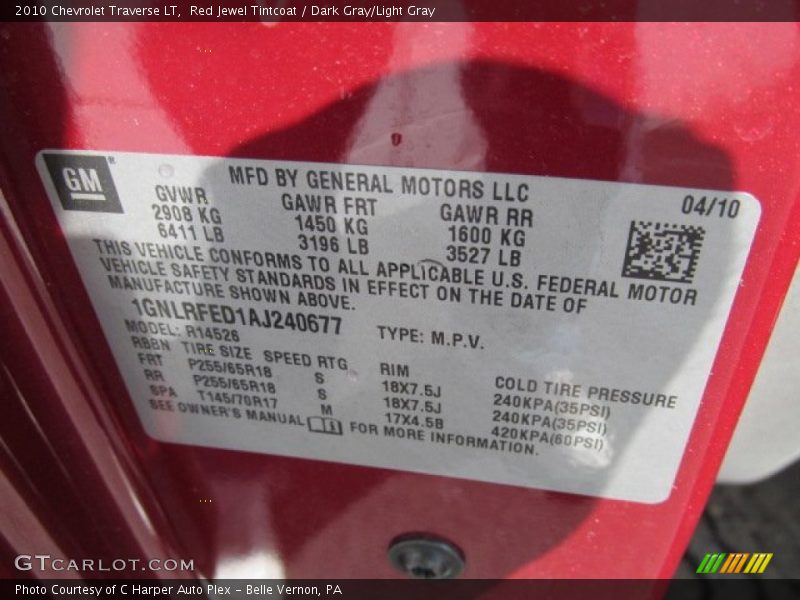 2010 Chevrolet Traverse LT, Red Jewel Tintcoat / Dark Gray/Light Gray
GM
MFD BY GENERAL MOTORS LLC
04/10
GVWR GAWR FRT GAWR RR
2908 KG 1450 KG 1600 KG
6411 LB 3196 LB 3527 LB
THIS VEHICLE CONFORMS TO ALL APPLICABLE U.S. FEDERAL MOTOR
VEHICLE SAFETY STANDARDS IN EFFECT ON THE DATE OF
MANUFACTURE SHOWN ABOVE.
1GNLRFED1AJ240677 TYPE: M.P.V.
MODEL: R14526
RBBN TIRE SIZE SPEED RTG RIM COLD TIRE PRESSURE
FRT P255/65R18 S 18X7.5J 240KPA(35PSI)
RR P255/65R18 S 18X7.5J 240KPA(35PSI)
SPA T145/70R17 M 17X4.5B 420KPA(60PSI)
SEE OWNER'S MANUAL FOR MORE INFORMATION.
GTCARLOT.COM
Photo Courtesy of C Harper Auto Plex - Belle Vernon, PA